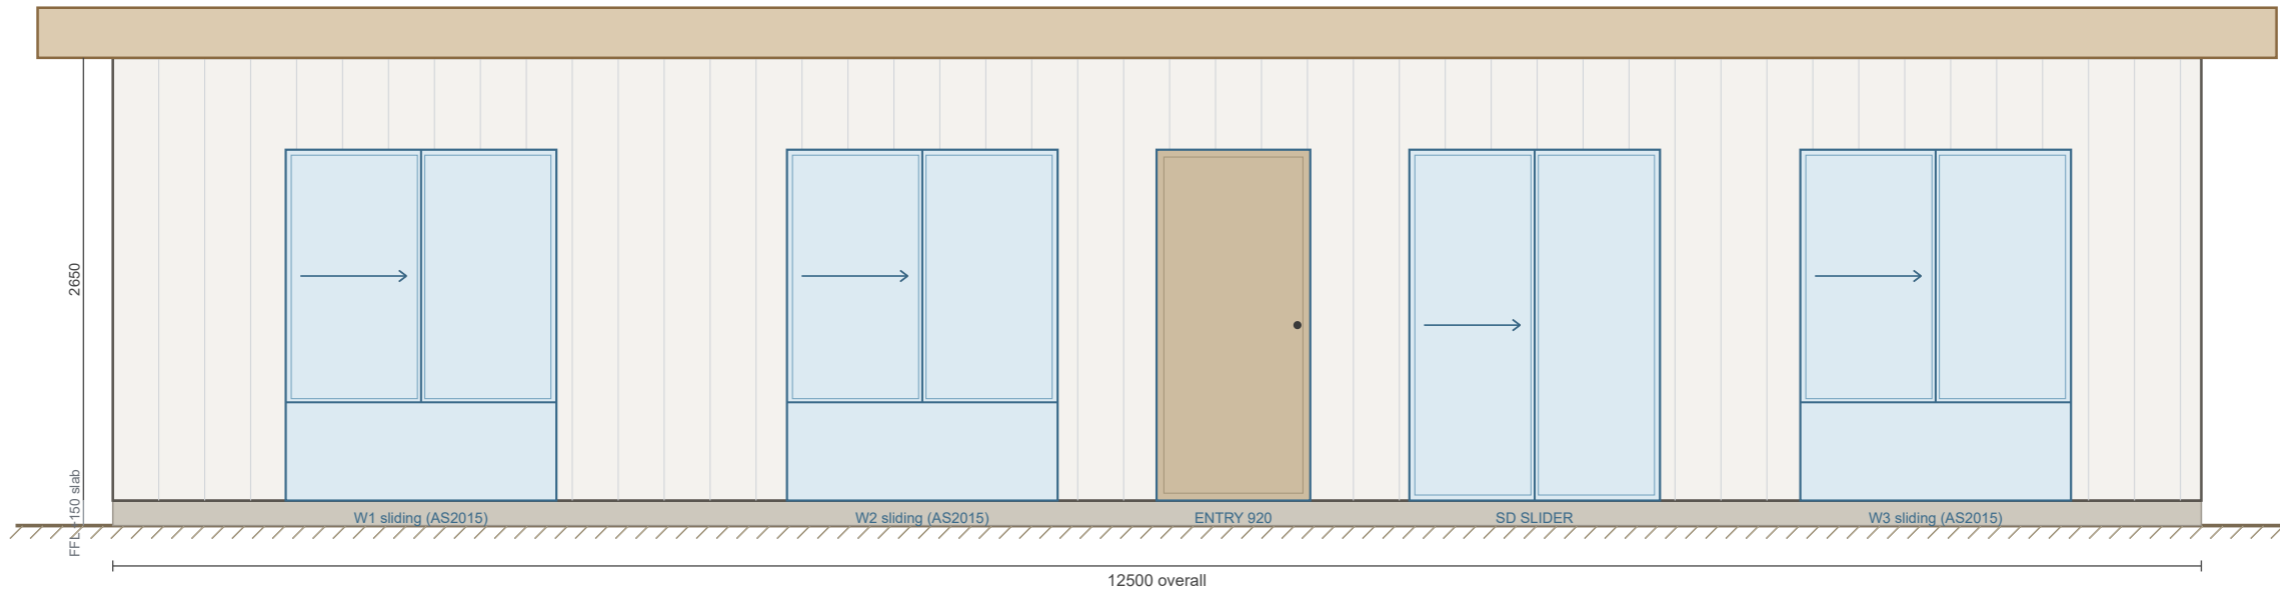 2650
FFL -150 slab
W1 sliding (AS2015)
W2 sliding (AS2015)
ENTRY 920
SD SLIDER
W3 sliding (AS2015)
12500 overall